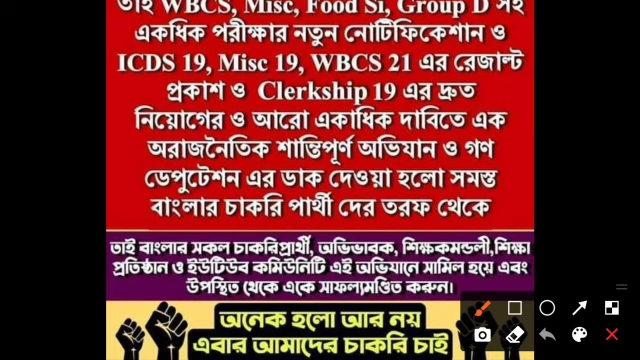 তাই WBCS, Misc, Food Si, Group D সহ
একধিক পরীক্ষার নতুন নোটিফিকেশান ও
ICDS 19, Misc 19, WBCS 21 এর রেজাল্ট
প্রকাশ ও Clerkship 19 এর দ্রুত
নিয়োগের ও আরো একাধিক দাবিতে এক
অরাজনৈতিক শান্তিপূর্ণ অভিযান ও গণ
ডেপুটেশন এর ডাক দেওয়া হলো সমস্ত
বাংলার চাকরি পার্থী দের তরফ থেকে
তাই বাংলার সকল চাকরিপ্রার্থী, অভিভাবক, শিক্ষকমন্ডলী,শিক্ষা
প্রতিষ্ঠান ও ইউটিউব কমিউনিটি এই অভিযানে সামিল হয়ে এবং
উপস্থিত থেকে একে সাফল্যমণ্ডিত করুন।
অনেক হলো আর নয়
এবার আমাদের চাকরি চাই